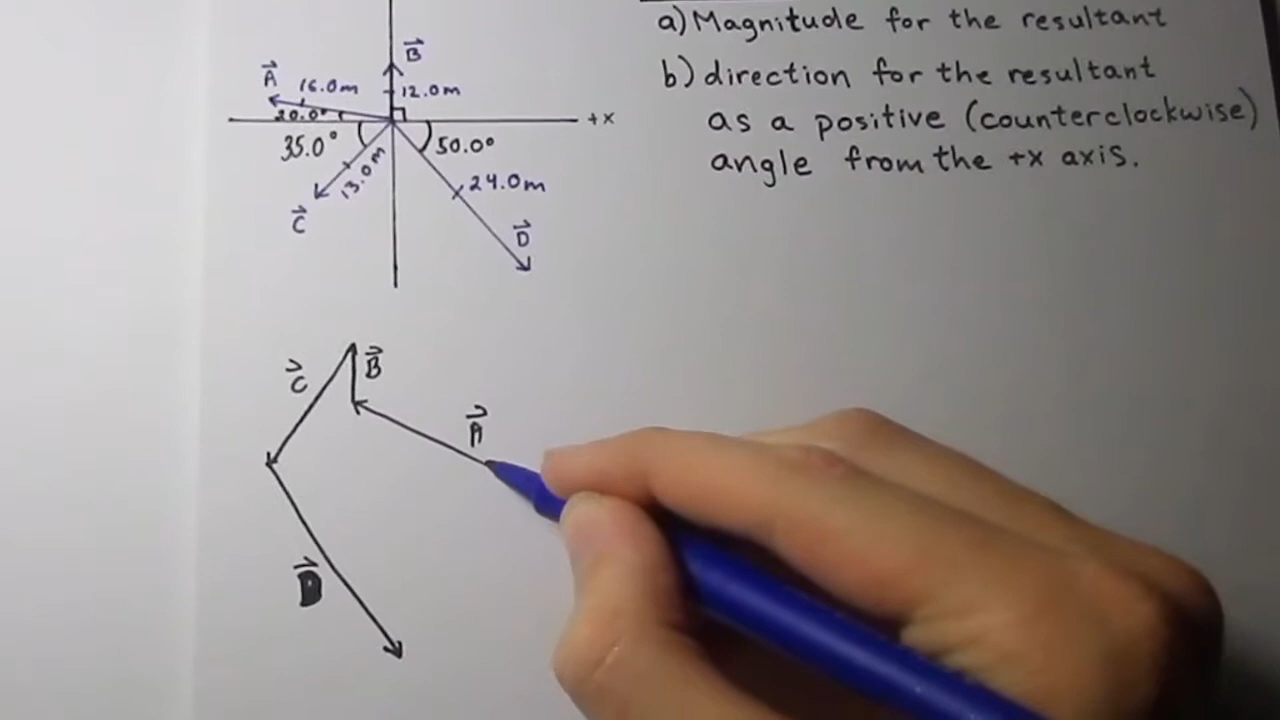 a) Magnitude for the resultant
b) direction for the resultant
as a positive (counterclockwise)
angle from the +x axis.
B⃗
A⃗ 16.0m
12.0m
20.0°
+x
35.0°
50.0°
13.0m
24.0m
C⃗
D⃗
B⃗
C⃗
A⃗